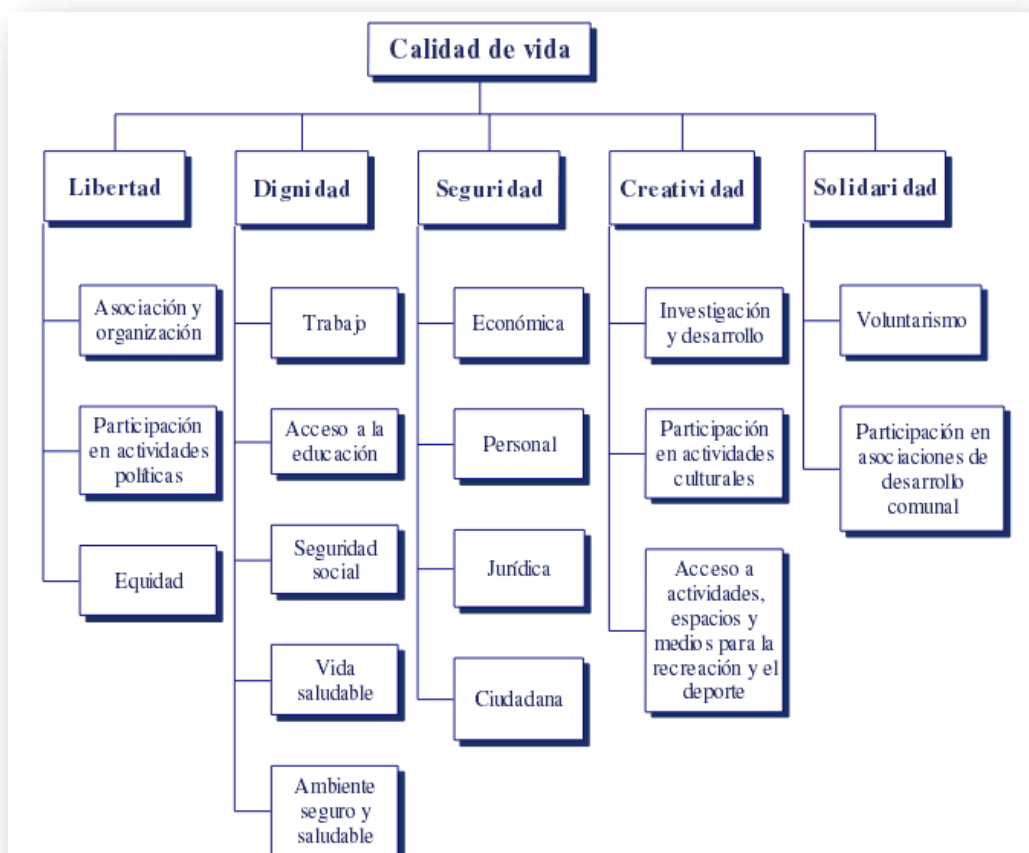 Calidad de vida
Libertad
Dignidad
Seguridad
Creatividad
Solidaridad
Asociación y
organización
Participación
en actividades
políticas
Equidad
Trabajo
Acceso a la
educación
Seguridad
social
Vida
saludable
Ambiente
seguro y
saludable
Económica
Personal
Jurídica
Ciudadana
Investigación
y desarrollo
Participación
en actividades
culturales
Acceso a
actividades,
espacios y
medios para la
recreación y el
deporte
Voluntarismo
Participación en
asociaciones de
desarrollo
comunal